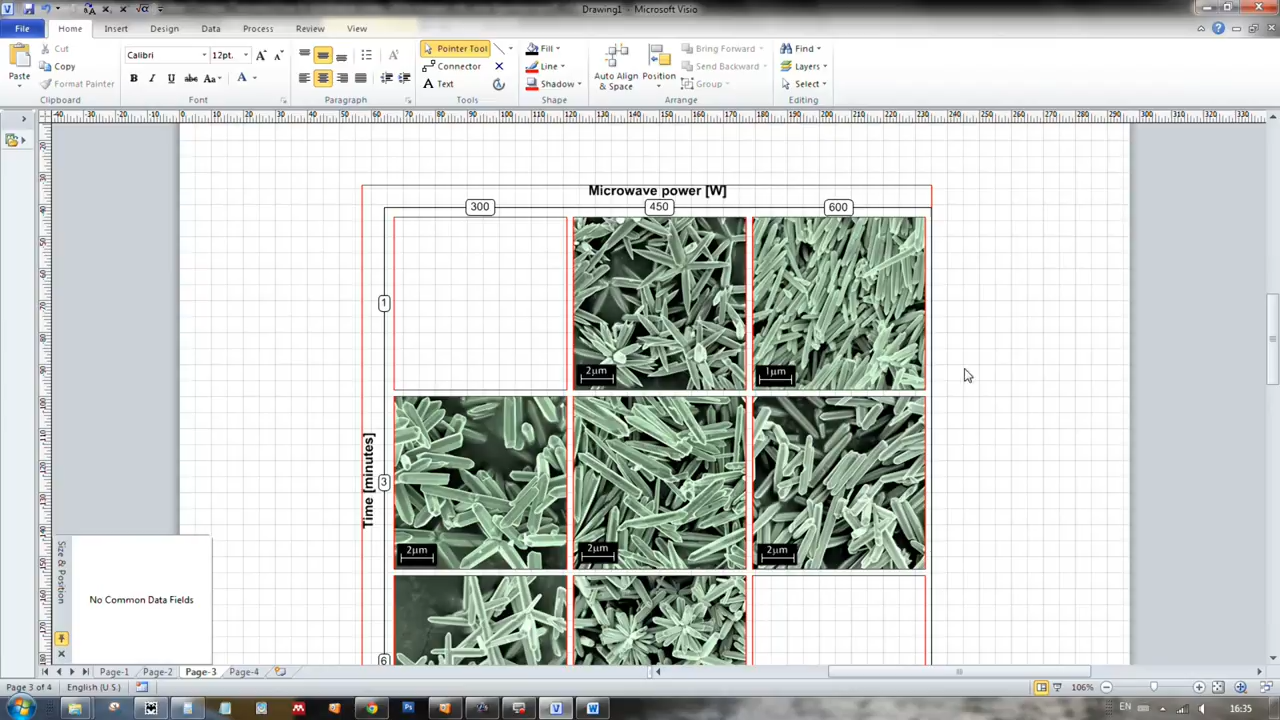 Drawing1 - Microsoft Visio
File
Home
Insert
Design
Data
Process
Review
View
Paste
Cut
Copy
Format Painter
Clipboard
Calibri
12pt.
Font
Paragraph
Pointer Tool
Connector
Text
Tools
Fill
Line
Shadow
Shape
Auto Align & Space
Position
Bring Forward
Send Backward
Group
Arrange
Find
Layers
Select
Editing
Microwave power [W]
300
450
600
Time [minutes]
1
2µm
1µm
3
2µm
2µm
2µm
6
Size & Position
No Common Data Fields
Page-1
Page-2
Page-3
Page-4
Page 3 of 4
English (U.S.)
106%
EN
16:35